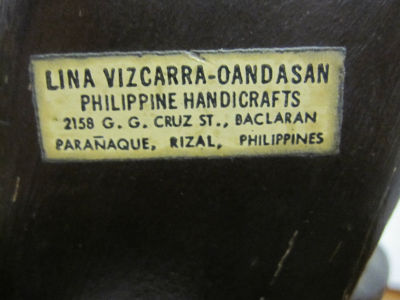 LINA VIZCARRA-OANDASAN
PHILIPPINE HANDICRAFTS
2158 G. G. CRUZ ST., BACLARAN
PARAÑAQUE, RIZAL, PHILIPPINES